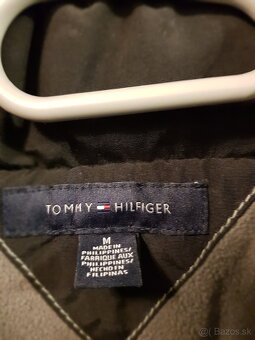 TOMMY HILFIGER
M
MADE IN
PHILIPPINES/
FABRIQUE AUX
PHILIPPINES/
HECHO EN
FILIPINAS
Bazos.sk